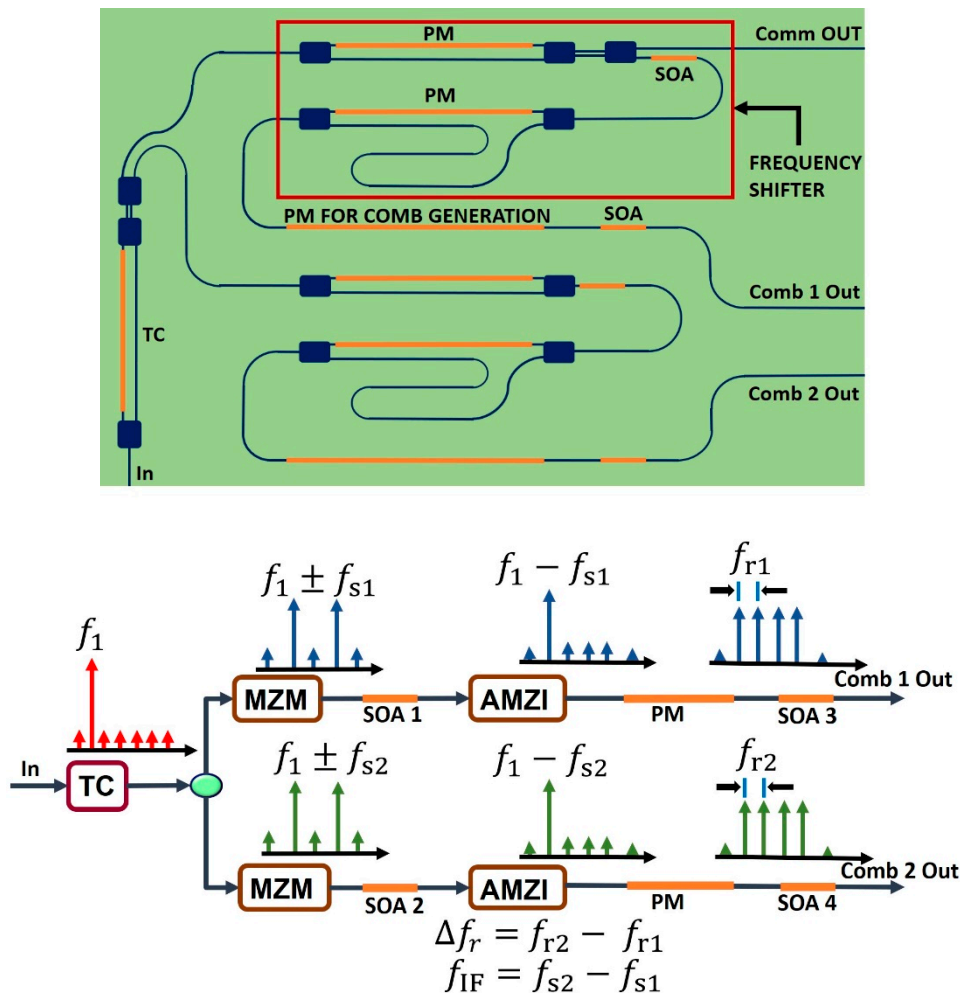 PM
Comm OUT
SOA
PM
FREQUENCY
SHIFTER
PM FOR COMB GENERATION
SOA
Comb 1 Out
TC
Comb 2 Out
In
f₁ ± fₛ₁
f₁ − fₛ₁
fᵣ₁
f₁
MZM
SOA 1
AMZI
PM
SOA 3
Comb 1 Out
In
TC
f₁ ± fₛ₂
f₁ − fₛ₂
fᵣ₂
MZM
SOA 2
AMZI
PM
SOA 4
Comb 2 Out
Δfᵣ = fᵣ₂ − fᵣ₁
f_IF = fₛ₂ − fₛ₁